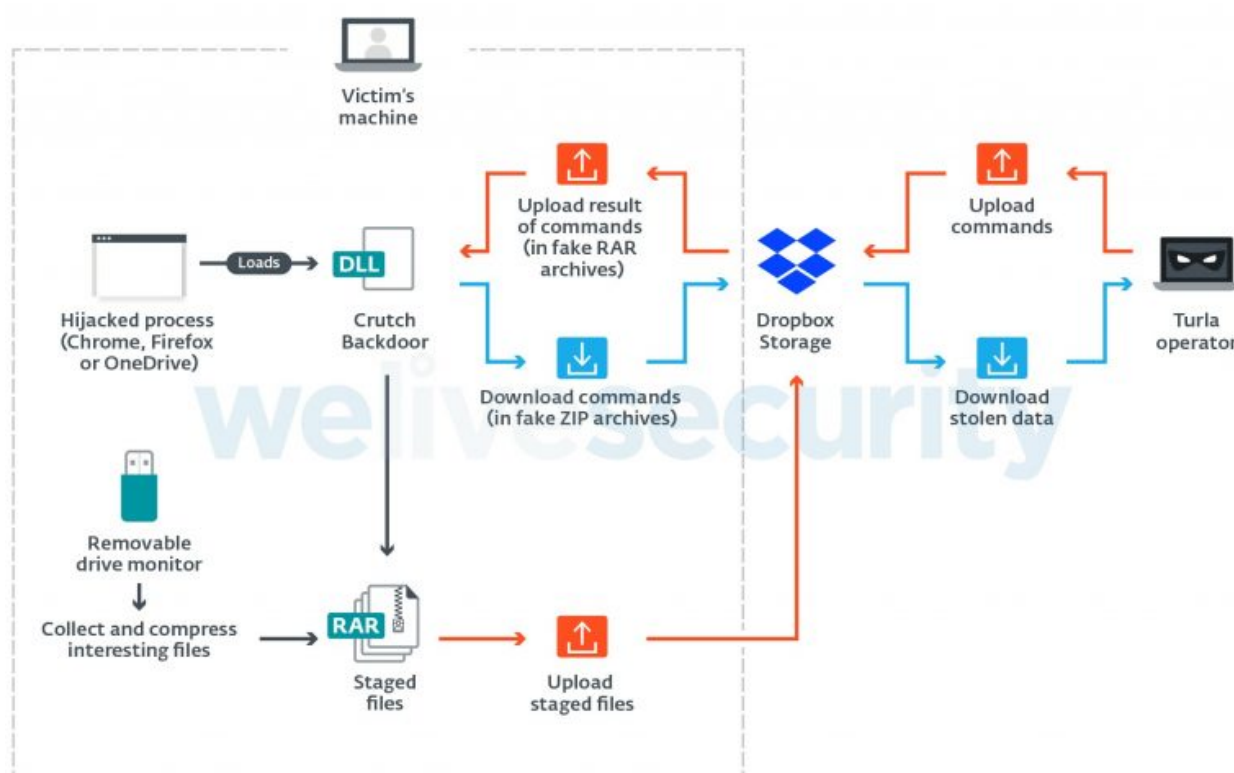 Victim's
machine
Upload result
of commands
(in fake RAR
archives)
Upload
commands
Loads
DLL
Hijacked process
(Chrome, Firefox
or OneDrive)
Crutch
Backdoor
Dropbox
Storage
Turla
operator
Download commands
(in fake ZIP archives)
Download
stolen data
welivesecurity
Removable
drive monitor
Collect and compress
interesting files
RAR
Staged
files
Upload
staged files